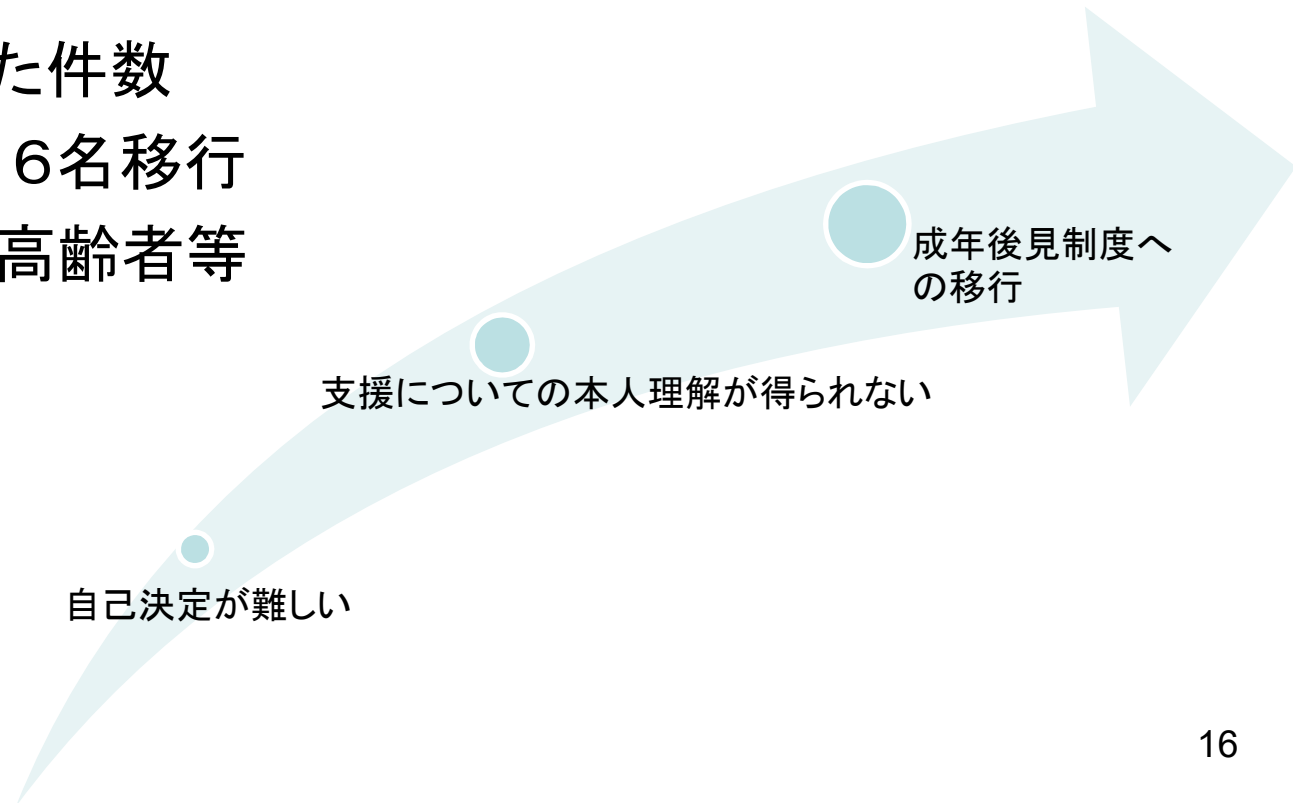 た件数
6名移行
高齢者等
成年後見制度へ
の移行
支援についての本人理解が得られない
自己決定が難しい
16